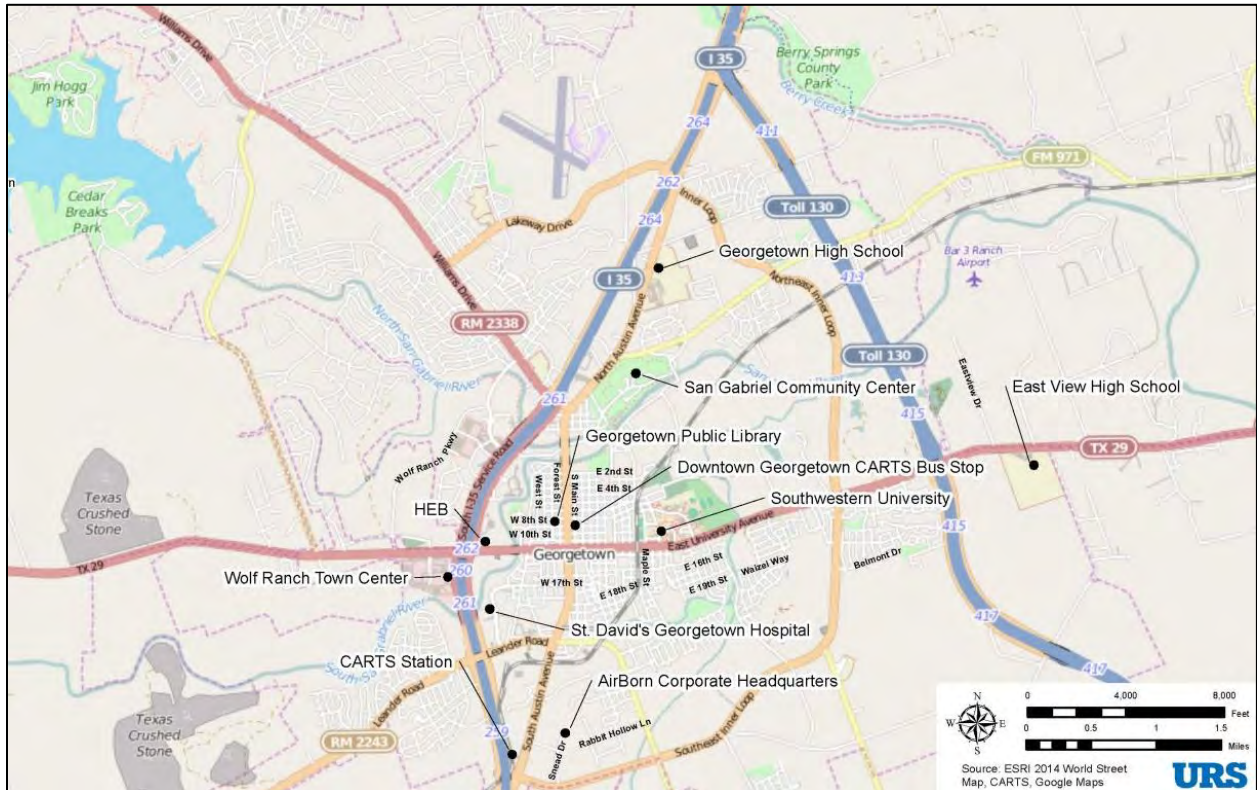 Williams Drive
I 35
Berry Springs
County
Park
Berry Creek
Jim Hogg
Park
264
411
FM 971
262
Inner Loop
Cedar
Breaks
Park
Lakeway Drive
264
Toll 130
Georgetown High School
Bar 3 Ranch
Airport
Williams Drive
I 35
413
Northeast Inner Loop
North San Gabriel River
RM 2338
North Austin Avenue
Toll 130
San Gabriel Community Center
Eastview Dr
East View High School
261
415
Georgetown Public Library
TX 29
Wolf Ranch Pkwy
South I-35 Service Road
E 2nd St
Downtown Georgetown CARTS Bus Stop
West St
Forest St
S Main St
E 4th St
Texas
Crushed
Stone
Southwestern University
HEB
W 8th St
W 10th St
415
East University Avenue
262
Georgetown
TX 29
Wolf Ranch Town Center
260
W 17th St
Maple St
E 16th St
Waizel Way
Belmont Dr
E 18th St
E 19th St
261
417
St. David's Georgetown Hospital
Leander Road
CARTS Station
417
AirBorn Corporate Headquarters
Leander Road
Texas
Crushed
Stone
259
South Austin Avenue
Snead Dr
Rabbit Hollow Ln
Southeast Inner Loop
RM 2243
N
W E
S
0 4,000 8,000
Feet
0 0.5 1 1.5
Miles
Source: ESRI 2014 World Street
Map, CARTS, Google Maps
URS